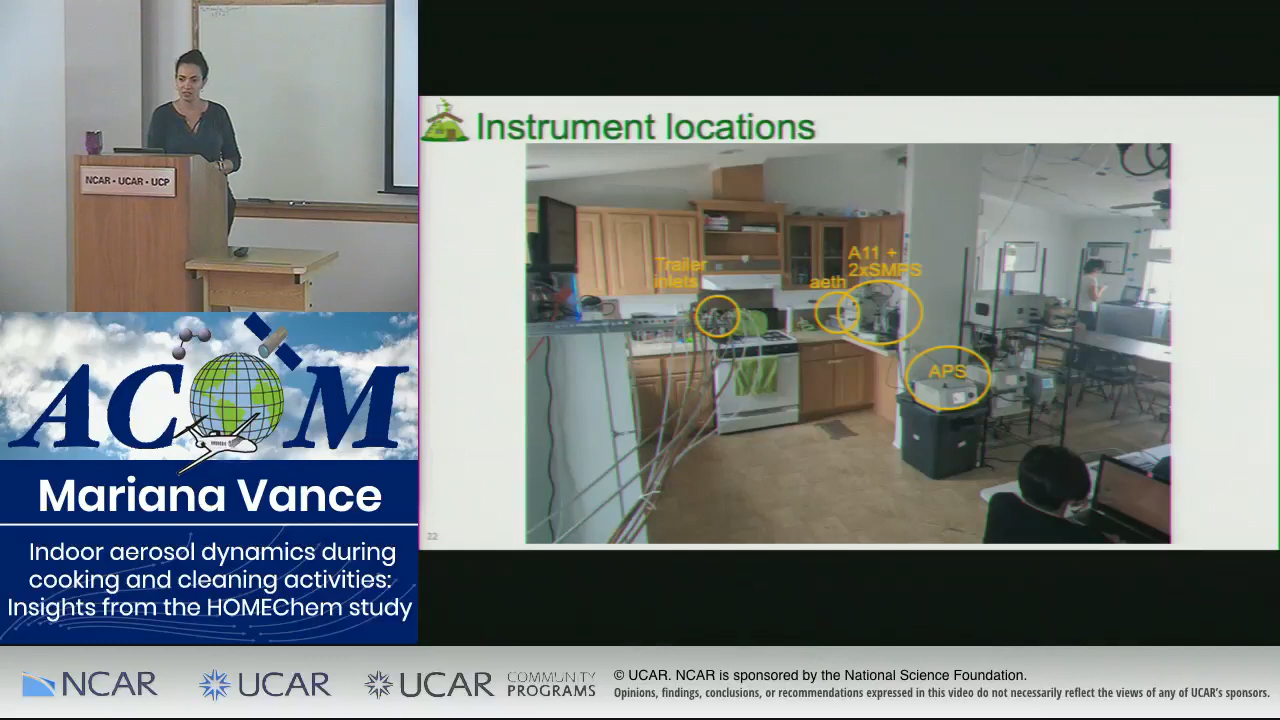 NCAR - UCAR - UCP
Instrument locations
Trailer
inlets
aeth
A11 +
2xSMPS
APS
22
ACOM
Mariana Vance
Indoor aerosol dynamics during
cooking and cleaning activities:
Insights from the HOMEChem study
NCAR
UCAR
UCAR
COMMUNITY
PROGRAMS
© UCAR. NCAR is sponsored by the National Science Foundation.
Opinions, findings, conclusions, or recommendations expressed in this video do not necessarily reflect the views of any of UCAR's sponsors.